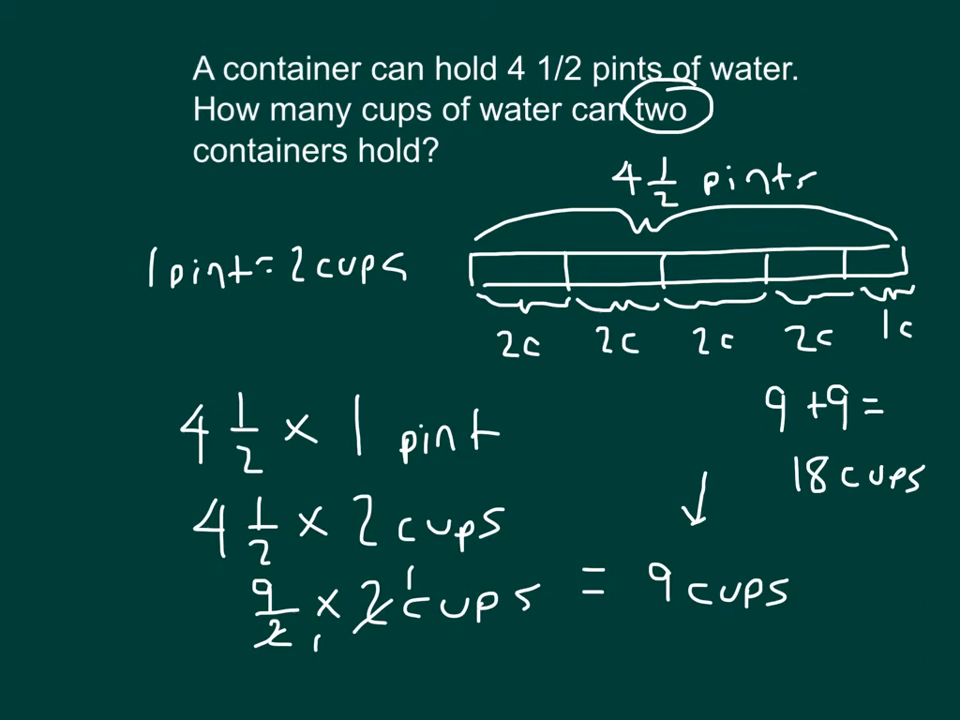 A container can hold 4 1/2 pints of water.
How many cups of water can two
containers hold?
4 1/2 pints
1 pint = 2 cups
2c 2c 2c 2c 1c
9 + 9 =
18 cups
4 1/2 × 1 pint
4 1/2 × 2 cups
9/2 1 × 2 1 cups = 9 cups